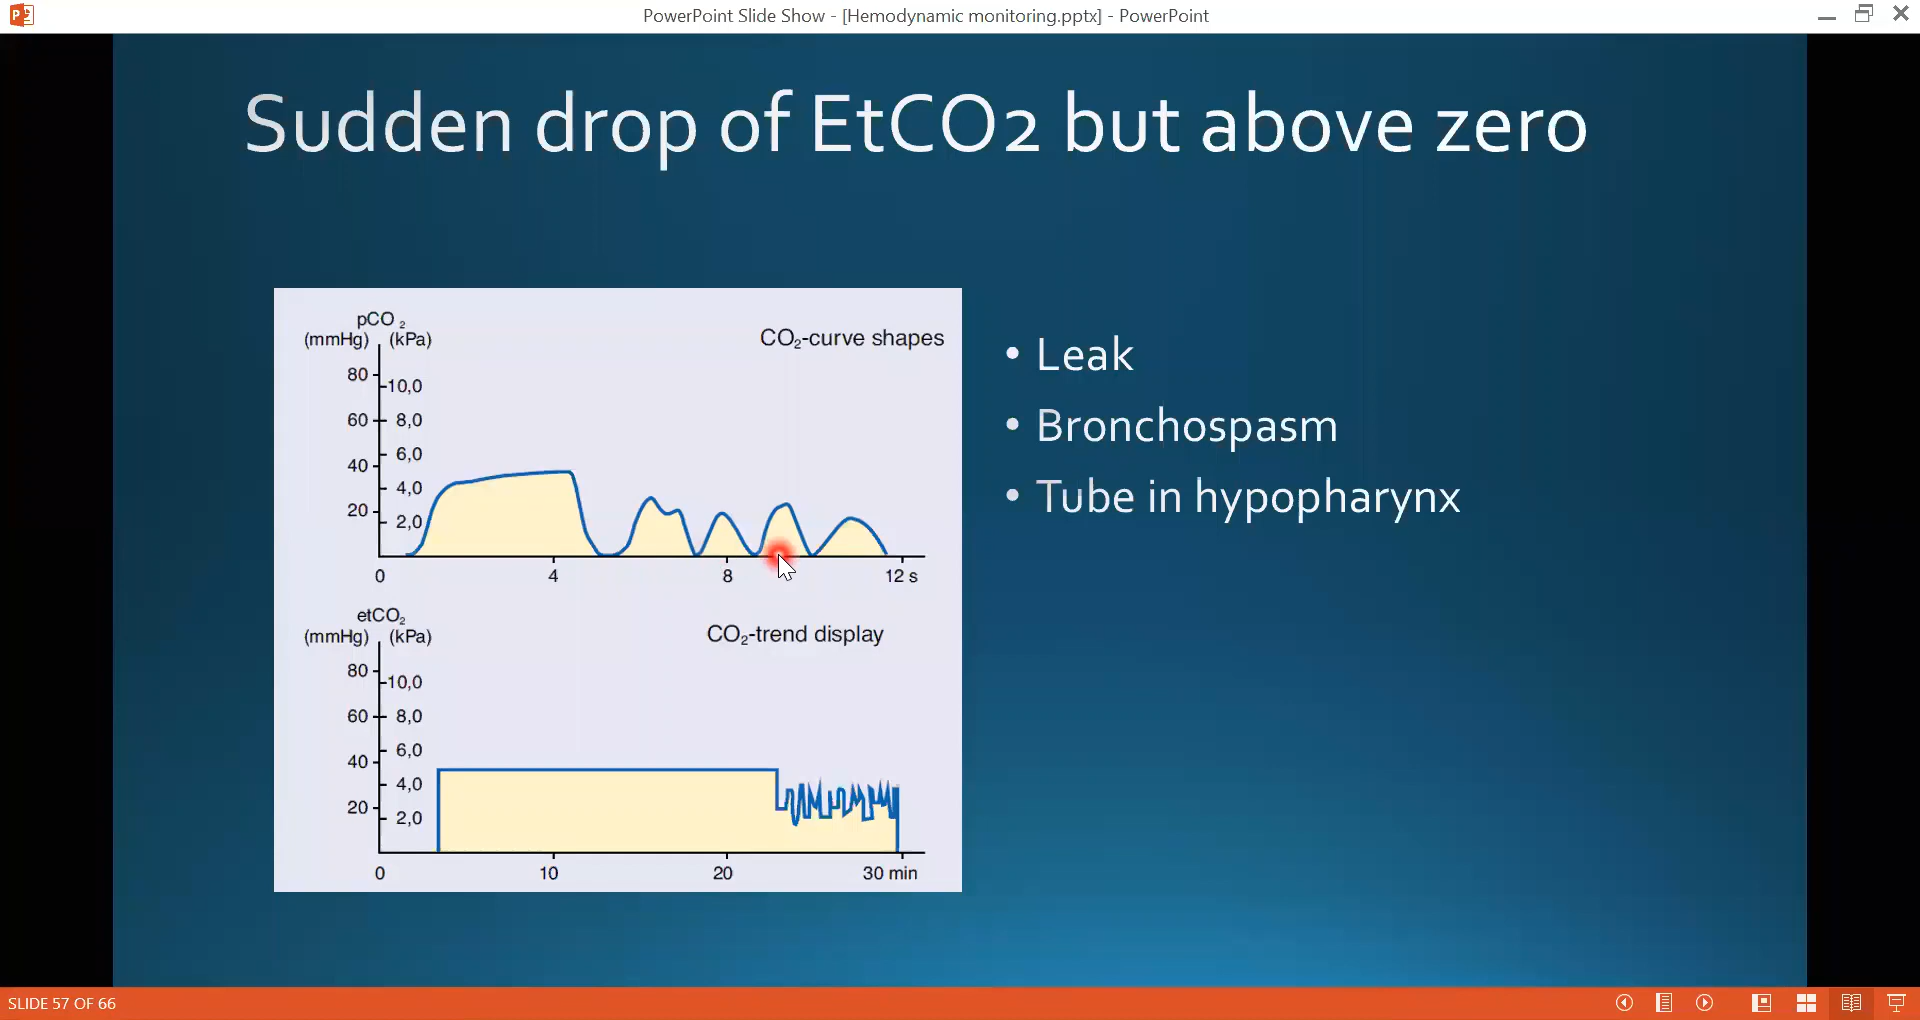 PowerPoint Slide Show - [Hemodynamic monitoring.pptx] - PowerPoint
Sudden drop of EtCO2 but above zero
pCO₂
(mmHg) (kPa)
CO₂-curve shapes
80
10,0
60
8,0
6,0
40
4,0
20
2,0
0 4 8 12 s
etCO₂
(mmHg) (kPa)
CO₂-trend display
80
10,0
60
8,0
6,0
40
4,0
20
2,0
0 10 20 30 min
• Leak
• Bronchospasm
• Tube in hypopharynx
SLIDE 57 OF 66